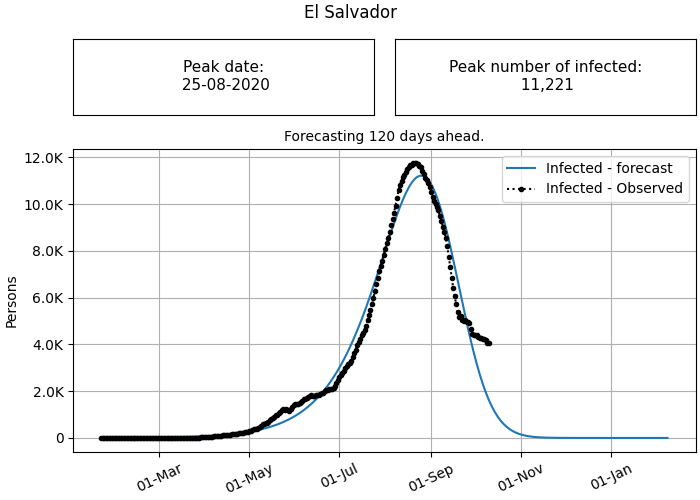 El Salvador
Peak date:
25-08-2020
Peak number of infected:
11,221
Forecasting 120 days ahead.
Infected - forecast
Infected - Observed
12.0K
10.0K
8.0K
6.0K
4.0K
2.0K
0
Persons
01-Mar
01-May
01-Jul
01-Sep
01-Nov
01-Jan